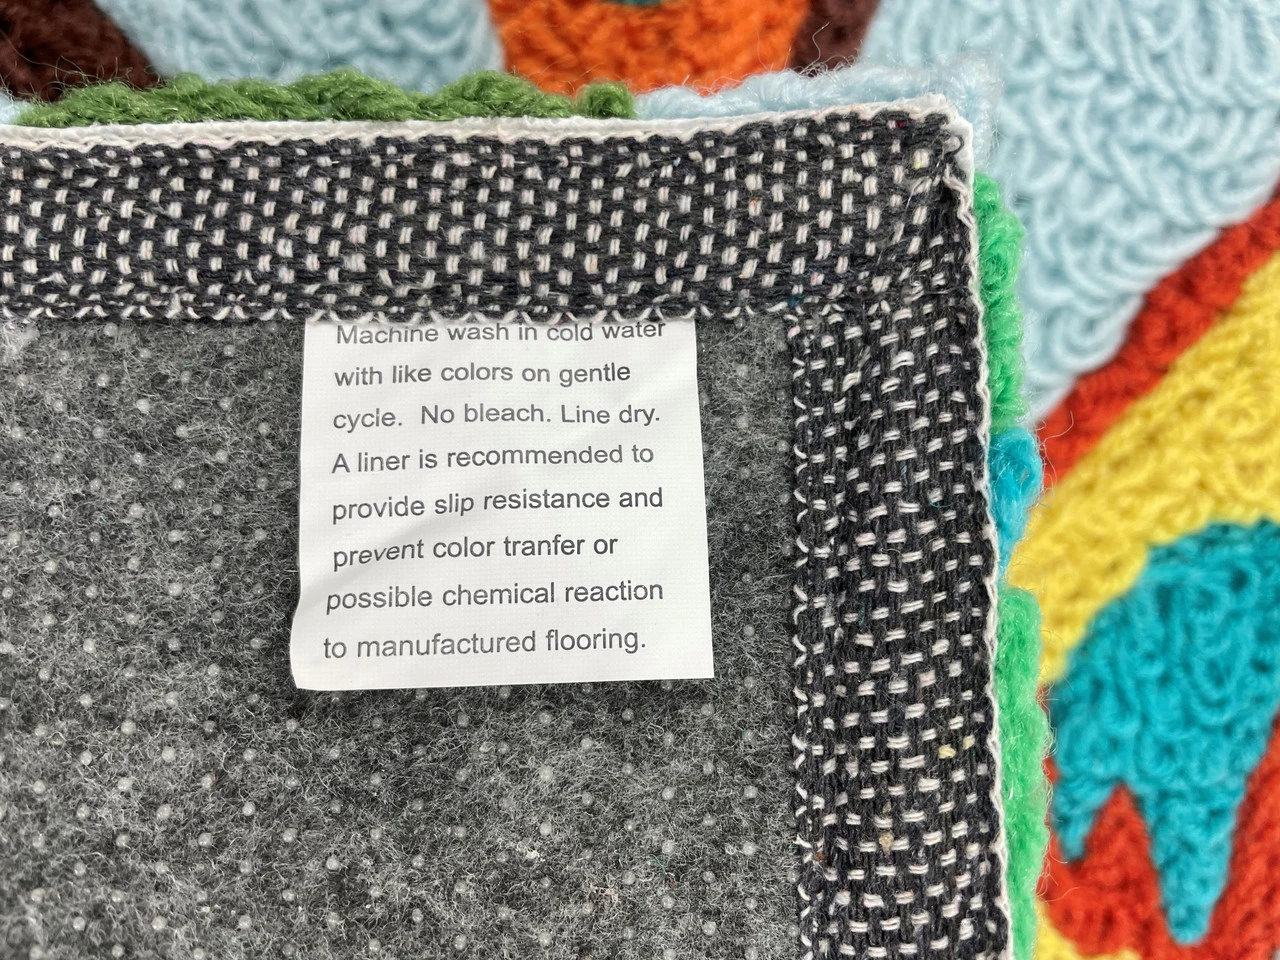 Machine wash in cold water
with like colors on gentle
cycle.  No bleach. Line dry.
A liner is recommended to
provide slip resistance and
prevent color tranfer or
possible chemical reaction
to manufactured flooring.